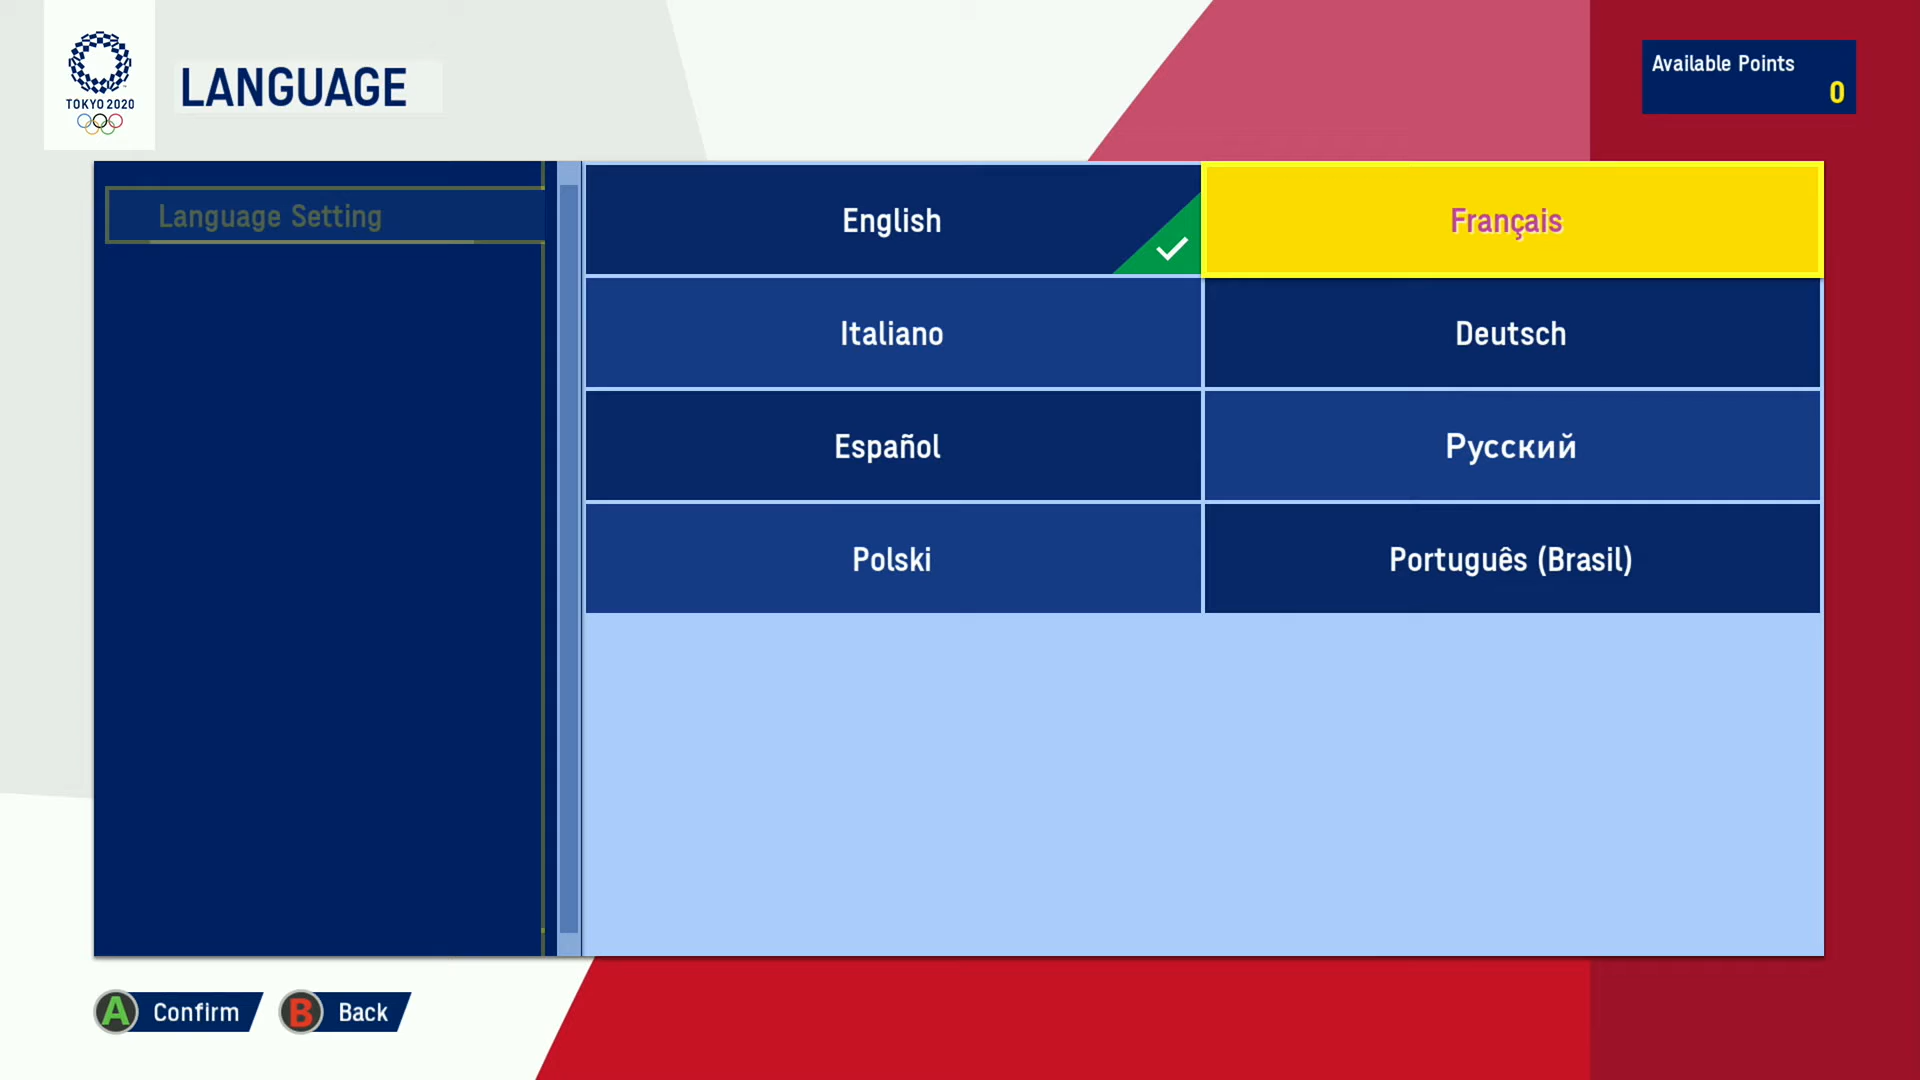 TOKYO 2020
LANGUAGE
Available Points
0
Language Setting
English
Français
Italiano
Deutsch
Español
Русский
Polski
Português (Brasil)
A Confirm
B Back